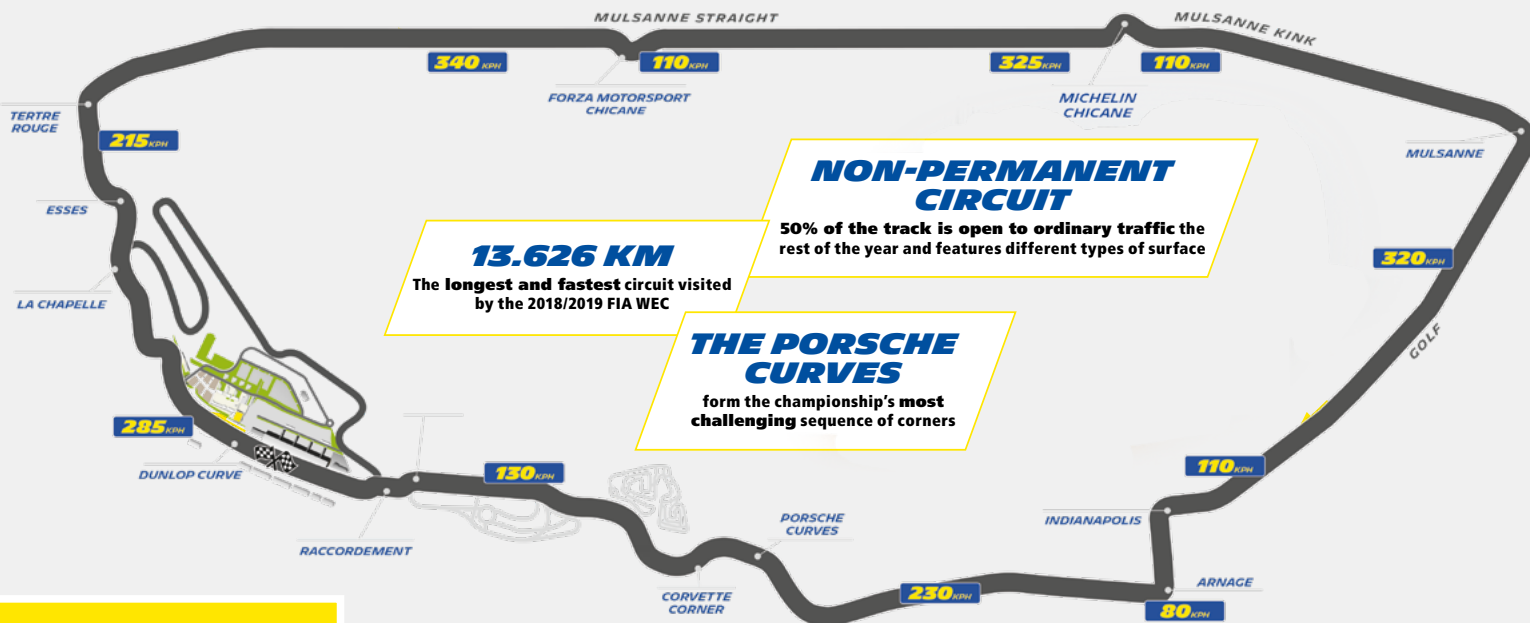 MULSANNE STRAIGHT
MULSANNE KINK
340 KPH
110 KPH
325 KPH
110 KPH
FORZA MOTORSPORT
CHICANE
MICHELIN
CHICANE
TERTRE
ROUGE
215 KPH
MULSANNE
NON-PERMANENT
CIRCUIT
50% of the track is open to ordinary traffic the
rest of the year and features different types of surface
ESSES
13.626 KM
The longest and fastest circuit visited
by the 2018/2019 FIA WEC
320 KPH
LA CHAPELLE
GOLF
THE PORSCHE
CURVES
form the championship's most
challenging sequence of corners
285 KPH
DUNLOP CURVE
130 KPH
110 KPH
RACCORDEMENT
PORSCHE
CURVES
INDIANAPOLIS
CORVETTE
CORNER
230 KPH
ARNAGE
80 KPH